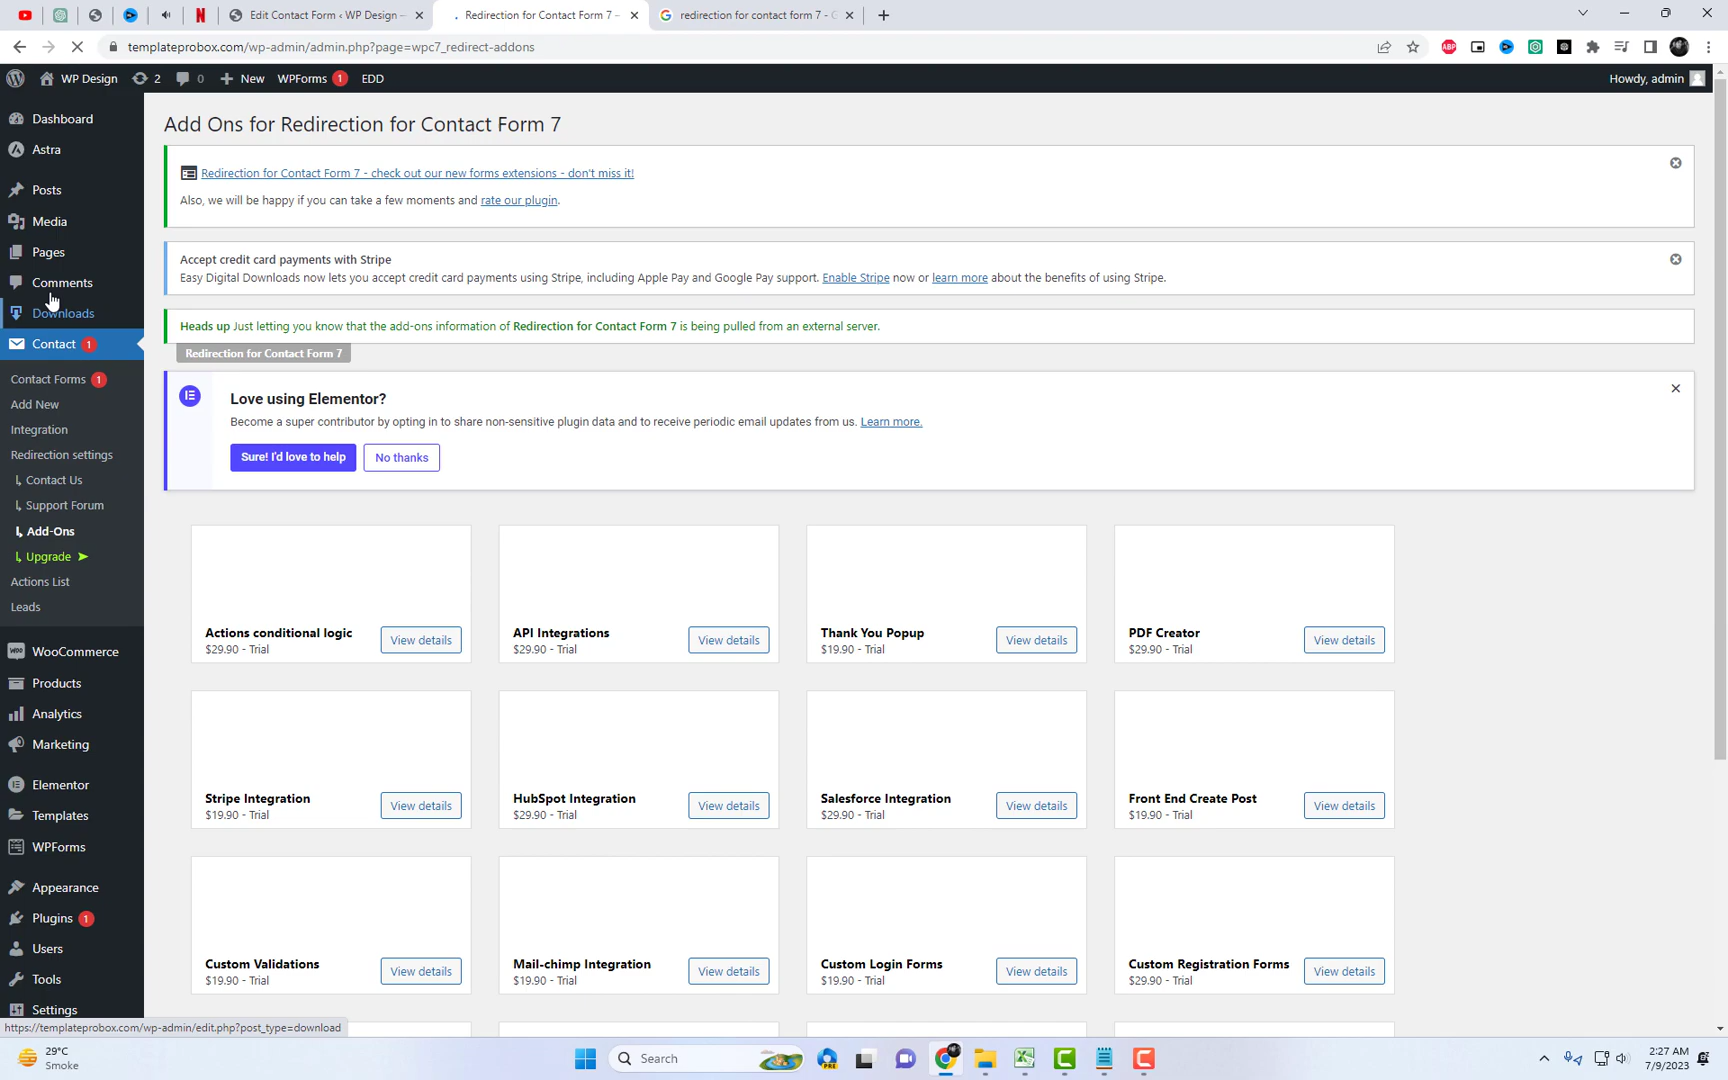 Edit Contact Form ‹ WP Design —
Redirection for Contact Form 7 –
redirection for contact form 7 - G
templateprobox.com/wp-admin/admin.php?page=wpc7_redirect-addons
WP Design 2 0 New WPForms 1 EDD
Howdy, admin
Dashboard
Astra
Posts
Media
Pages
Comments
Downloads
Contact 1
Contact Forms 1
Add New
Integration
Redirection settings
Contact Us
Support Forum
Add-Ons
Upgrade ➤
Actions List
Leads
WooCommerce
Products
Analytics
Marketing
Elementor
Templates
WPForms
Appearance
Plugins 1
Users
Tools
Settings
Add Ons for Redirection for Contact Form 7
Redirection for Contact Form 7 - check out our new forms extensions - don't miss it!
Also, we will be happy if you can take a few moments and rate our plugin.
Accept credit card payments with Stripe
Easy Digital Downloads now lets you accept credit card payments using Stripe, including Apple Pay and Google Pay support. Enable Stripe now or learn more about the benefits of using Stripe.
Heads up Just letting you know that the add-ons information of Redirection for Contact Form 7 is being pulled from an external server.
Redirection for Contact Form 7
Love using Elementor?
Become a super contributor by opting in to share non-sensitive plugin data and to receive periodic email updates from us. Learn more.
Sure! I'd love to help No thanks
Actions conditional logic
$29.90 - Trial
View details
API Integrations
$29.90 - Trial
View details
Thank You Popup
$19.90 - Trial
View details
PDF Creator
$29.90 - Trial
View details
Stripe Integration
$19.90 - Trial
View details
HubSpot Integration
$29.90 - Trial
View details
Salesforce Integration
$29.90 - Trial
View details
Front End Create Post
$19.90 - Trial
View details
Custom Validations
$19.90 - Trial
View details
Mail-chimp Integration
$19.90 - Trial
View details
Custom Login Forms
$19.90 - Trial
View details
Custom Registration Forms
$29.90 - Trial
View details
https://templateprobox.com/wp-admin/edit.php?post_type=download
29°C
Smoke
Search
PRE
2:27 AM
7/9/2023